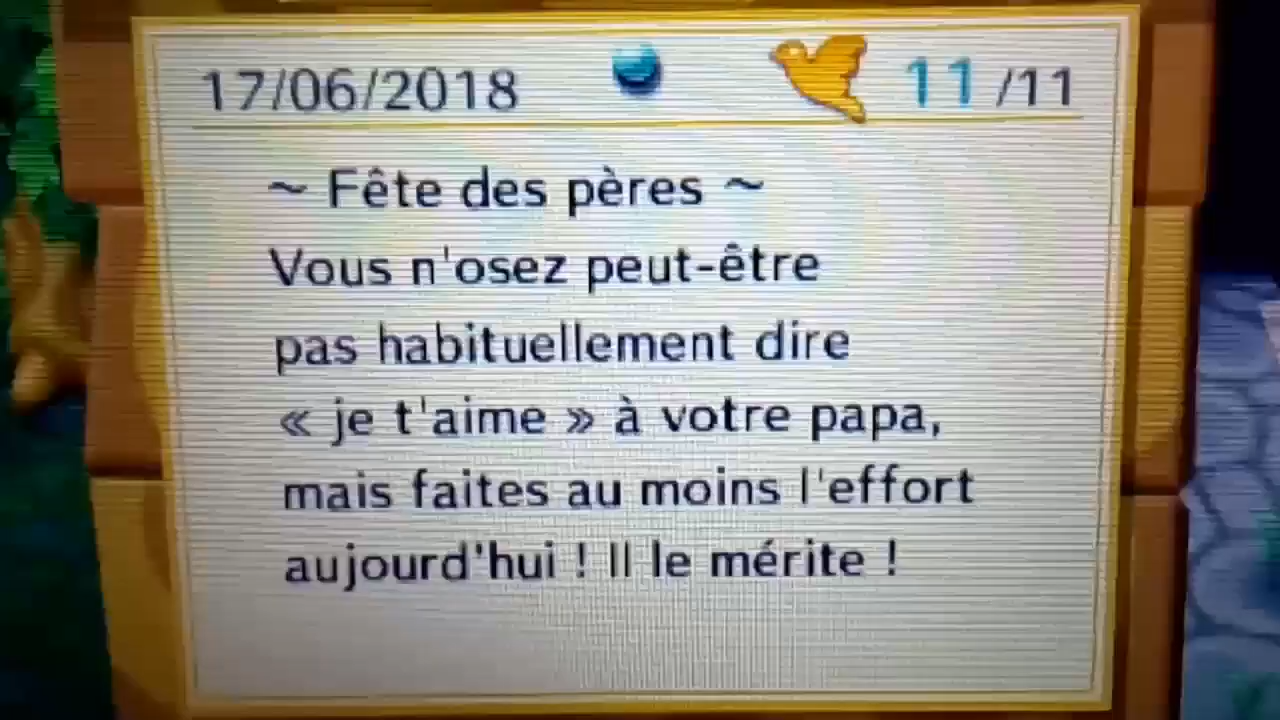 17/06/2018 11/11
~ Fête des pères ~
Vous n'osez peut-être
pas habituellement dire
« je t'aime » à votre papa,
mais faites au moins l'effort
aujourd'hui ! Il le mérite !